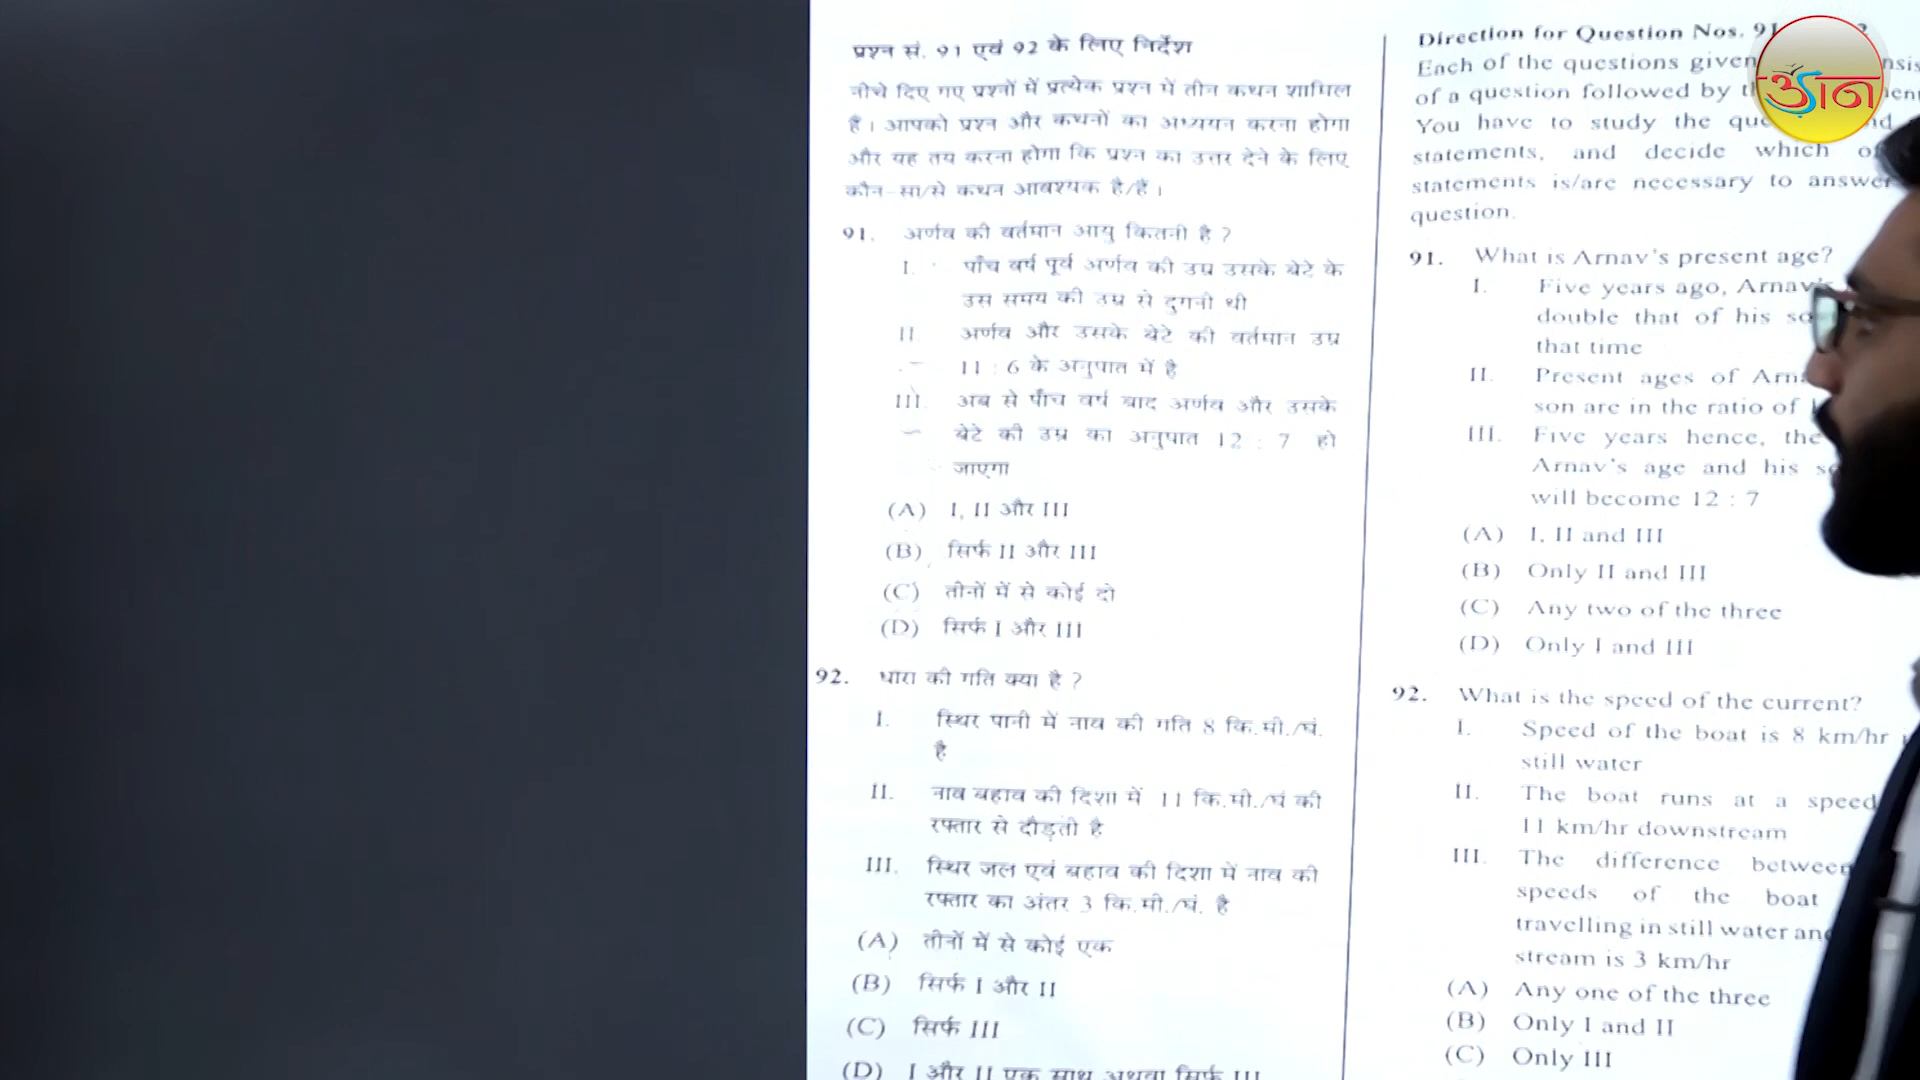 प्रश्न सं. 91 एवं 92 के लिए निर्देश
नीचे दिए गए प्रश्नों में प्रत्येक प्रश्न में तीन कथन शामिल
हैं। आपको प्रश्न और कथनों का अध्ययन करना होगा
और यह तय करना होगा कि प्रश्न का उत्तर देने के लिए
कौन-सा/से कथन आवश्यक है/हैं।
91. अर्णव की वर्तमान आयु कितनी है ?
I. पाँच वर्ष पूर्व अर्णव की उम्र उसके बेटे के
उस समय की उम्र से दुगनी थी
II. अर्णव और उसके बेटे की वर्तमान उम्र
11 : 6 के अनुपात में है
III. अब से पाँच वर्ष बाद अर्णव और उसके
बेटे की उम्र का अनुपात 12 : 7 हो
जाएगा
(A) I, II और III
(B) सिर्फ II और III
(C) तीनों में से कोई दो
(D) सिर्फ I और III
92. धारा की गति क्या है ?
I. स्थिर पानी में नाव की गति 8 कि.मी./घं.
है
II. नाव बहाव की दिशा में 11 कि.मी./घं की
रफ्तार से दौड़ती है
III. स्थिर जल एवं बहाव की दिशा में नाव की
रफ्तार का अंतर 3 कि.मी./घं. है
(A) तीनों में से कोई एक
(B) सिर्फ I और II
(C) सिर्फ III
(D) I और II एक साथ अथवा सिर्फ III
Direction for Question Nos. 91
Each of the questions given
of a question followed by
You have to study the
statements, and decide which
statements is/are necessary to answer
question.
91. What is Arnav's present age?
I. Five years ago, Arnav's
double that of his
that time
II. Present ages of
son are in the ratio of
III. Five years hence, the
Arnav's age and his
will become 12 : 7
(A) I, II and III
(B) Only II and III
(C) Any two of the three
(D) Only I and III
92. What is the speed of the current?
I. Speed of the boat is 8 km/hr
still water
II. The boat runs at a speed
11 km/hr downstream
III. The difference between
speeds of the boat
travelling in still water and
stream is 3 km/hr
(A) Any one of the three
(B) Only I and II
(C) Only III
उड़ान